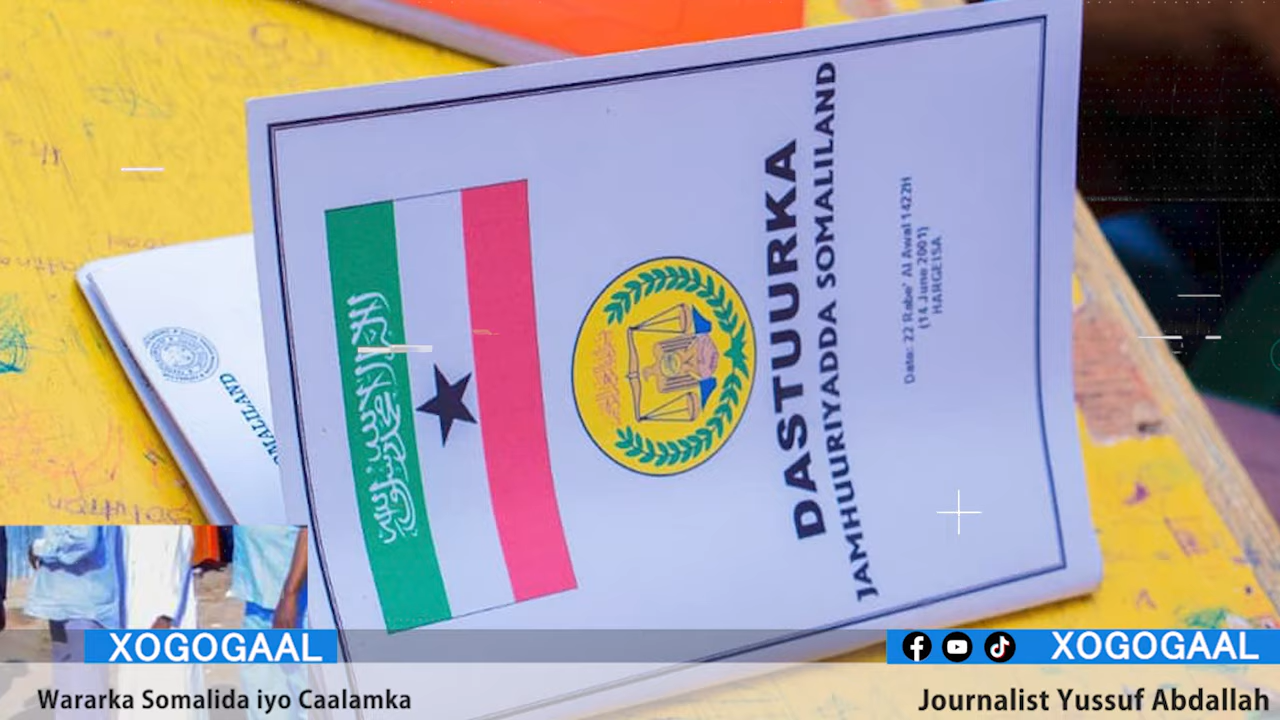 DASTUURKA
JAMHUURIYADDA SOMALILAND
Date: 22 Rabe' Al Awal 1422H
(14 June 2001)
HARGEISA
XOGOGAAL
XOGOGAAL
Wararka Somalida iyo Caalamka
Journalist Yussuf Abdallah